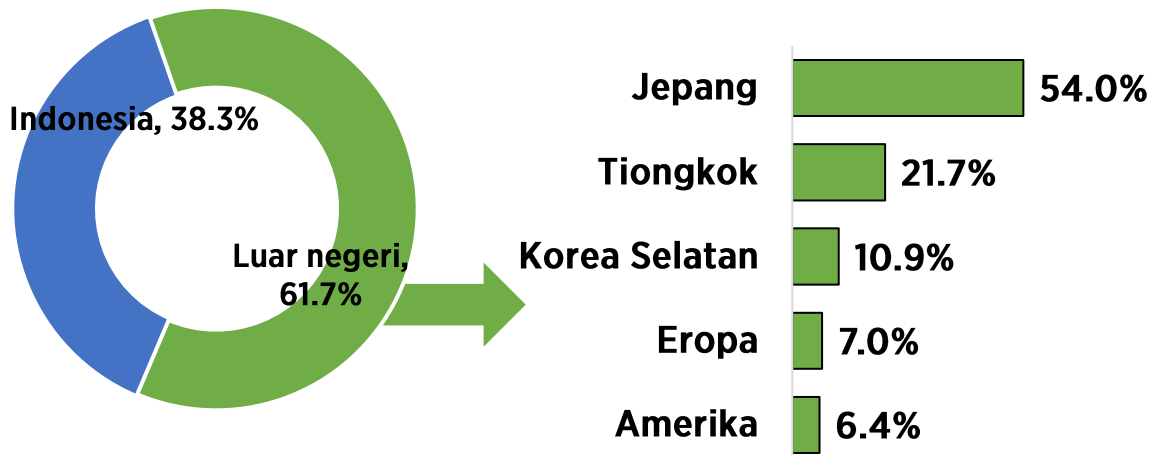 Indonesia, 38.3%
Luar negeri,
61.7%
Jepang 54.0%
Tiongkok 21.7%
Korea Selatan 10.9%
Eropa 7.0%
Amerika 6.4%